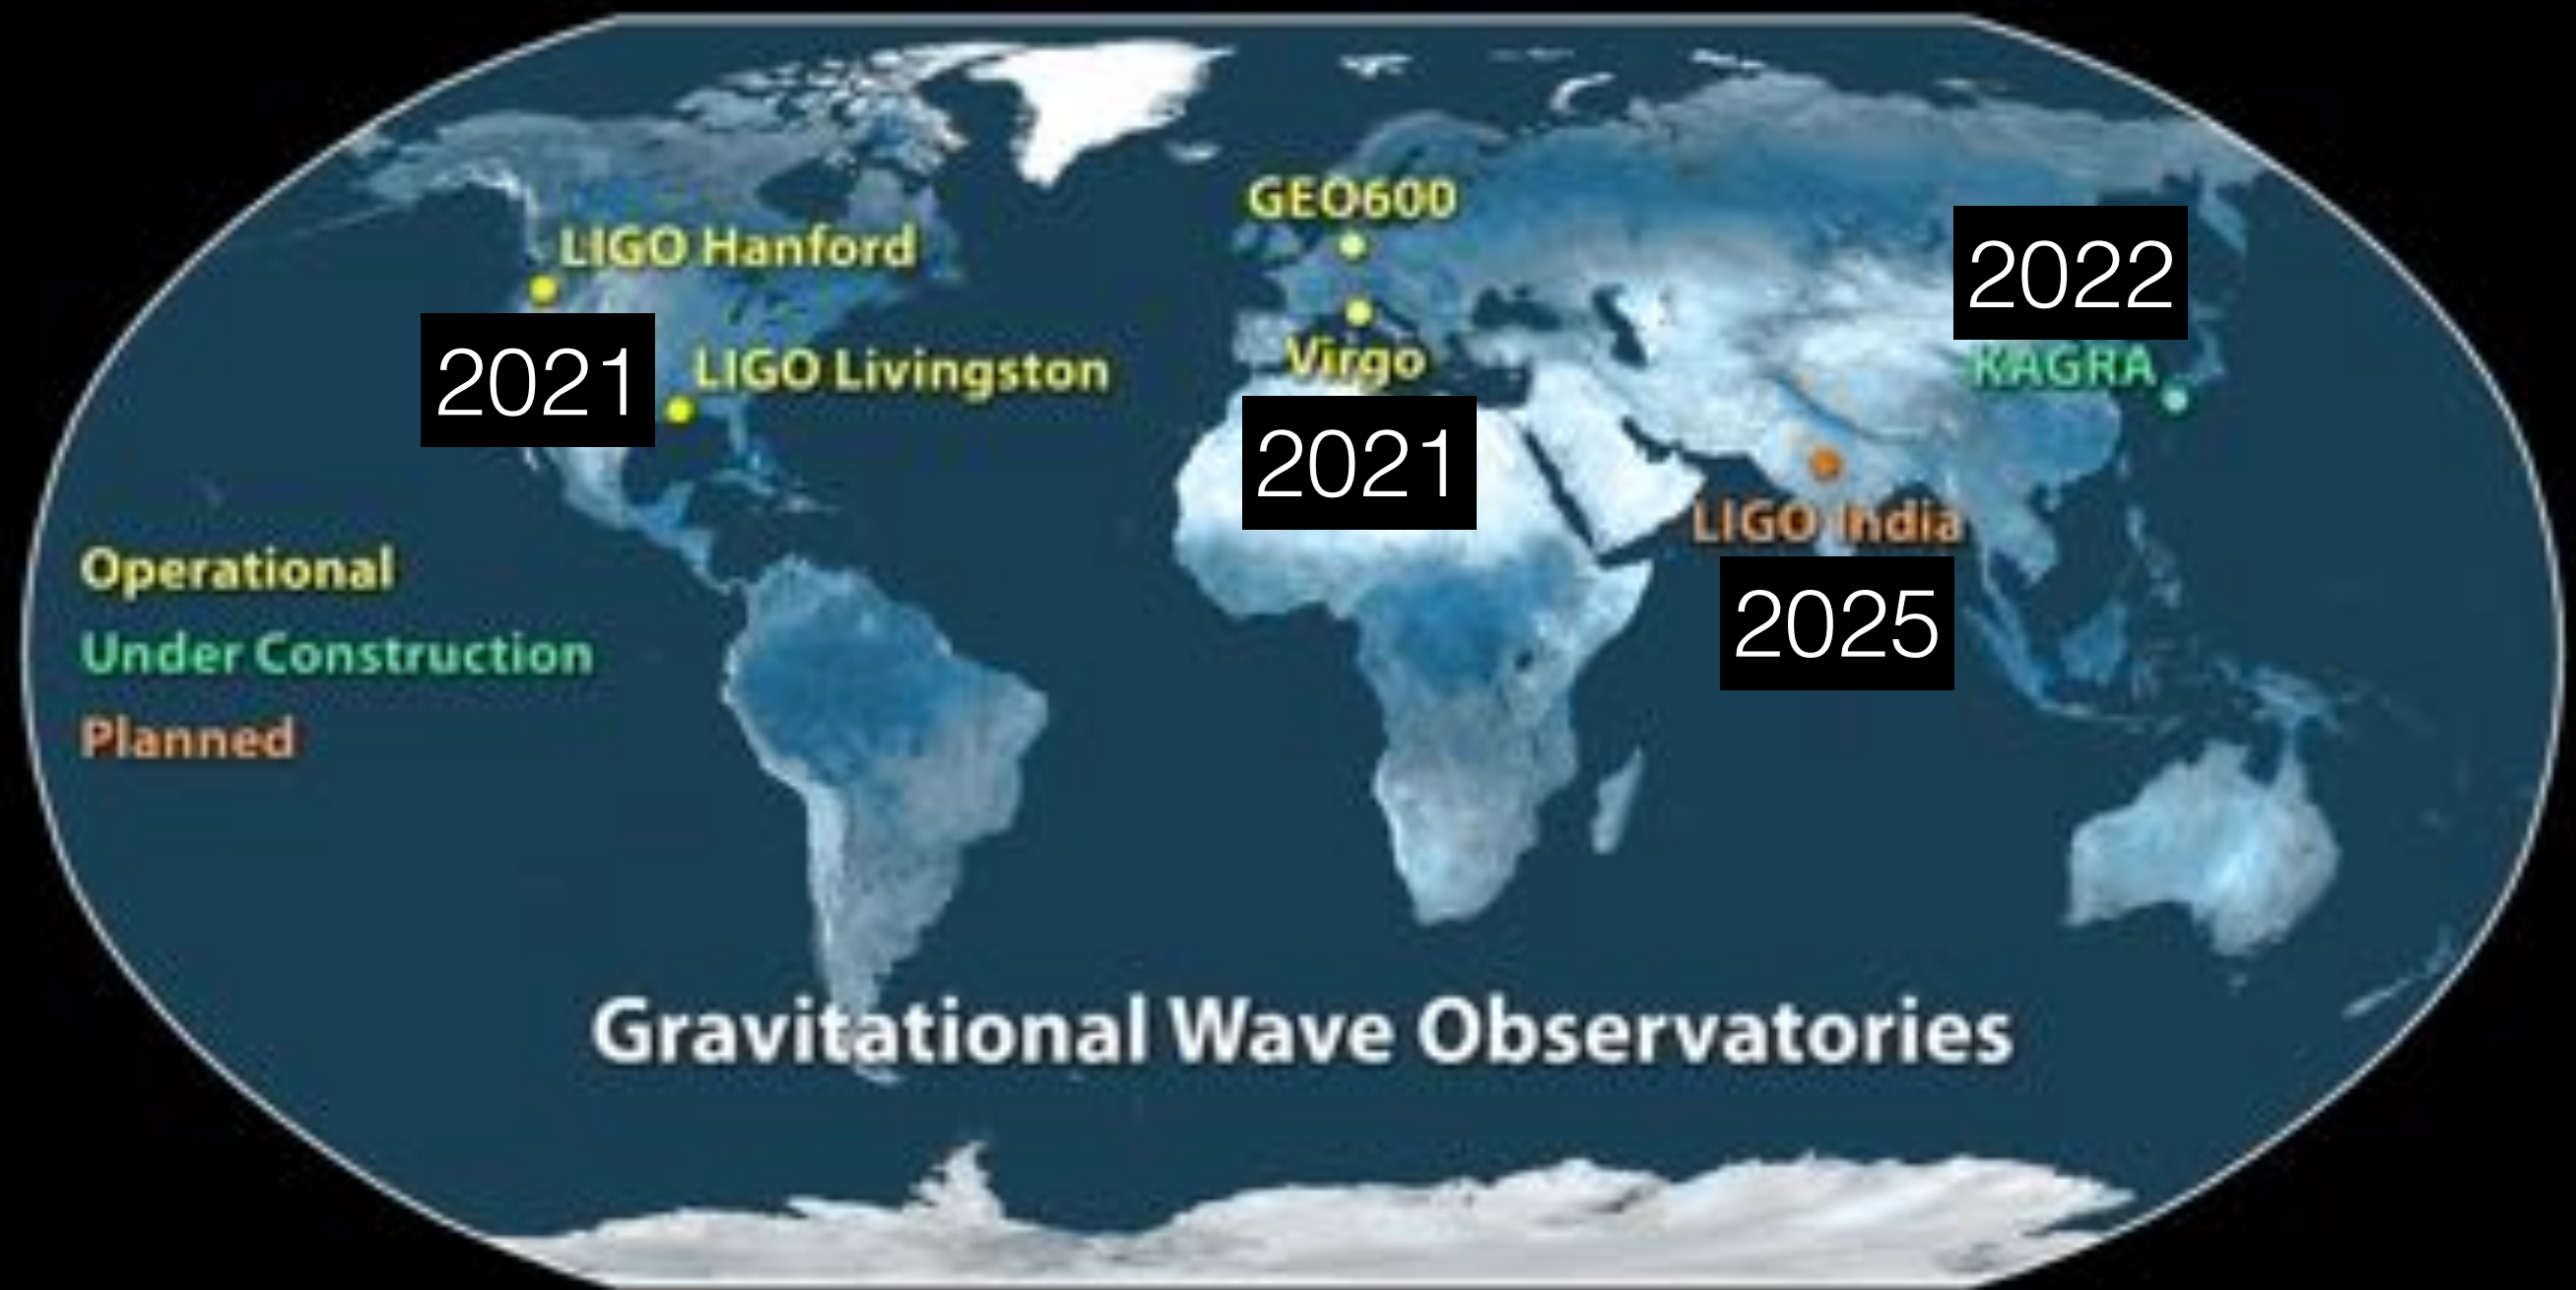 GEO600
2022
LIGO Hanford
2021
LIGO Livingston
Virgo
KAGRA
2021
LIGO India
2025
Operational
Under Construction
Planned
Gravitational Wave Observatories